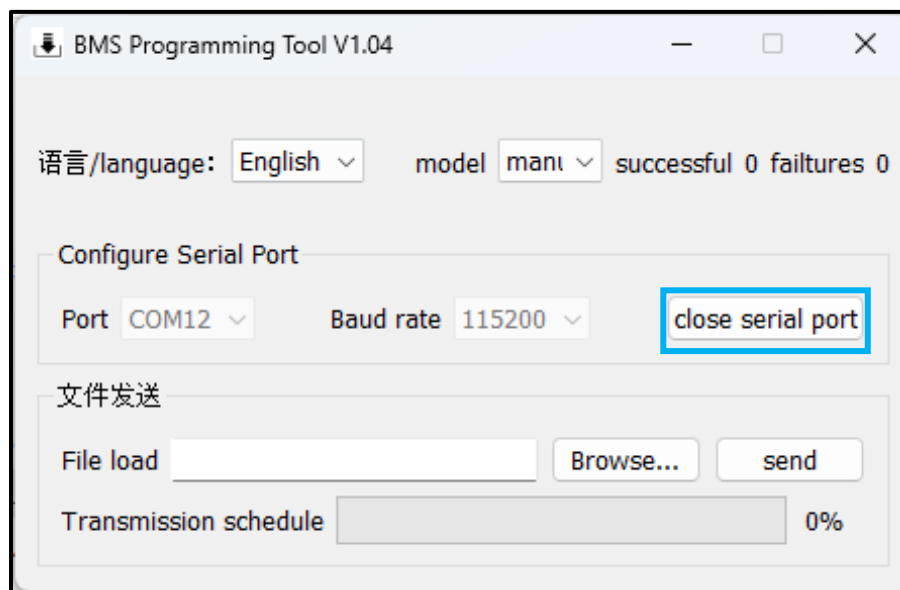 BMS Programming Tool V1.04
语言/language: English model manu successful 0 failtures 0
Configure Serial Port
Port COM12 Baud rate 115200 close serial port
文件发送
File load Browse... send
Transmission schedule 0%